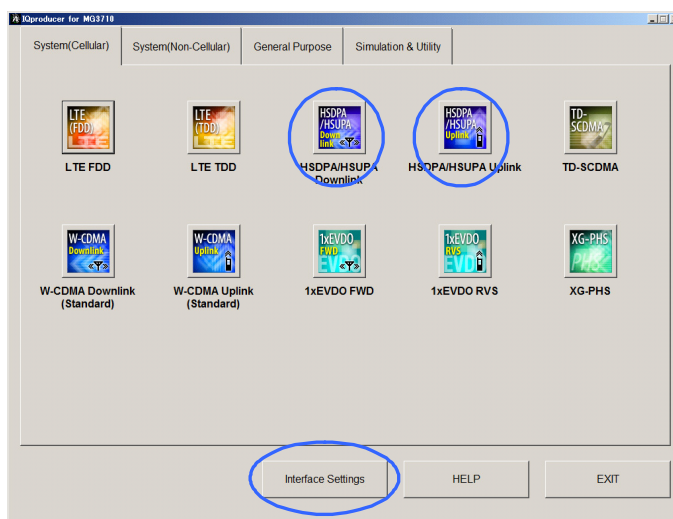 IQproducer for MG3710
System(Cellular)
System(Non-Cellular)
General Purpose
Simulation & Utility
LTE
(FDD)
LTE
(TDD)
HSDPA
/HSUPA
Down
link
HSDPA
/HSUPA
Uplink
TD-
SCDMA
LTE FDD
LTE TDD
HSDPA/HSUPA
Downlink
HSDPA/HSUPA Uplink
TD-SCDMA
W-CDMA
Downlink
W-CDMA
Uplink
1xEVDO
FWD
EVDO
1xEVDO
RVS
EVD
XG-PHS
PHS
W-CDMA Downlink
(Standard)
W-CDMA Uplink
(Standard)
1xEVDO FWD
1xEVDO RVS
XG-PHS
Interface Settings
HELP
EXIT